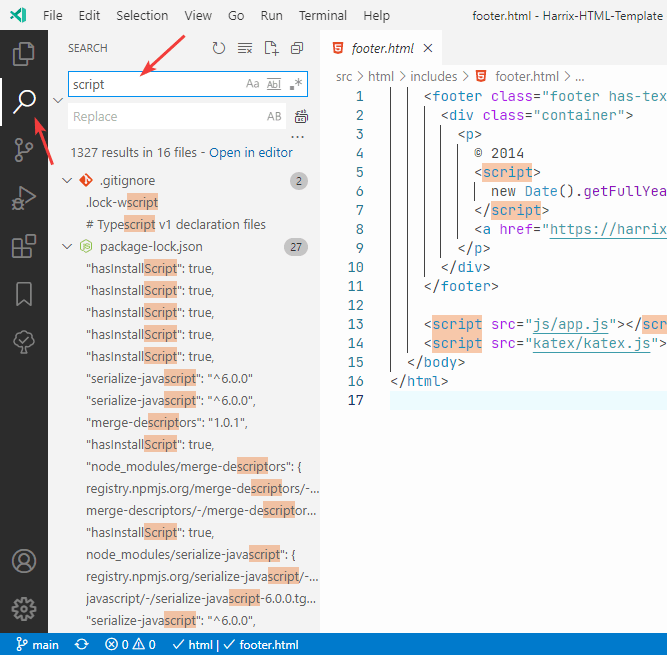 File Edit Selection View Go Run Terminal Help footer.html - Harrix-HTML-Template
SEARCH
script Aa Abl .*
Replace AB
...
1327 results in 16 files - Open in editor
.gitignore 2
.lock-wscript
# Typescript v1 declaration files
package-lock.json 27
"hasInstallScript": true,
"hasInstallScript": true,
"hasInstallScript": true,
"hasInstallScript": true,
"hasInstallScript": true,
"serialize-javascript": "^6.0.0"
"serialize-javascript": "^6.0.0",
"merge-descriptors": "1.0.1",
"hasInstallScript": true,
"node_modules/merge-descriptors": {
registry.npmjs.org/merge-descriptors/-...
merge-descriptors/-/merge-descriptor...
"hasInstallScript": true,
node_modules/serialize-javascript": {
registry.npmjs.org/serialize-javascript/-...
javascript/-/serialize-javascript-6.0.0.tg...
"serialize-javascript": "^6.0.0",
footer.html ×
src > html > includes > footer.html > ...
1 <footer class="footer has-tex
2 <div class="container">
3 <p>
4 © 2014
5 <script>
6 new Date().getFullYea
7 </script>
8 <a href="https://harrix
9 </p>
10 </div>
11 </footer>
12
13 <script src="js/app.js"></scr
14 <script src="katex/katex.js">
15 </body>
16 </html>
17
main 0 0 html | footer.html